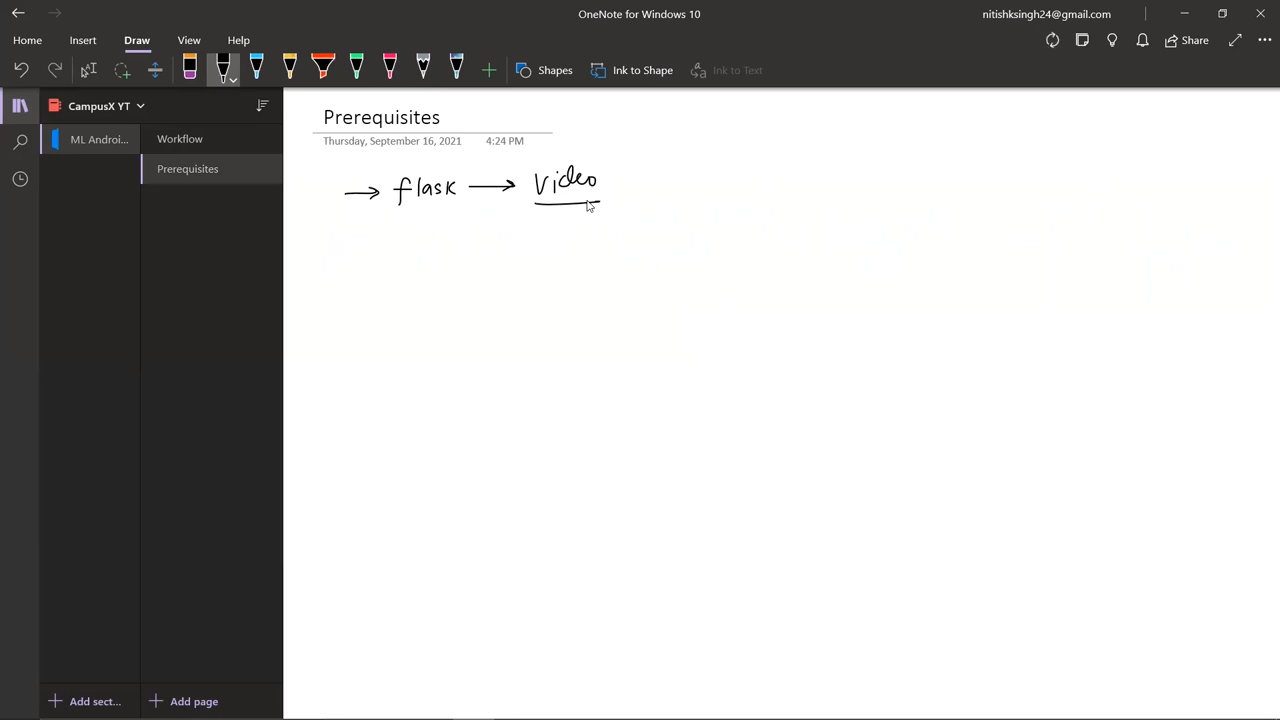 OneNote for Windows 10
nitishksingh24@gmail.com
Home Insert Draw View Help
Share
Shapes Ink to Shape Ink to Text
CampusX YT
ML Androi...
Workflow
Prerequisites
Prerequisites
Thursday, September 16, 2021 4:24 PM
→ flask → Video
Add sect...
Add page